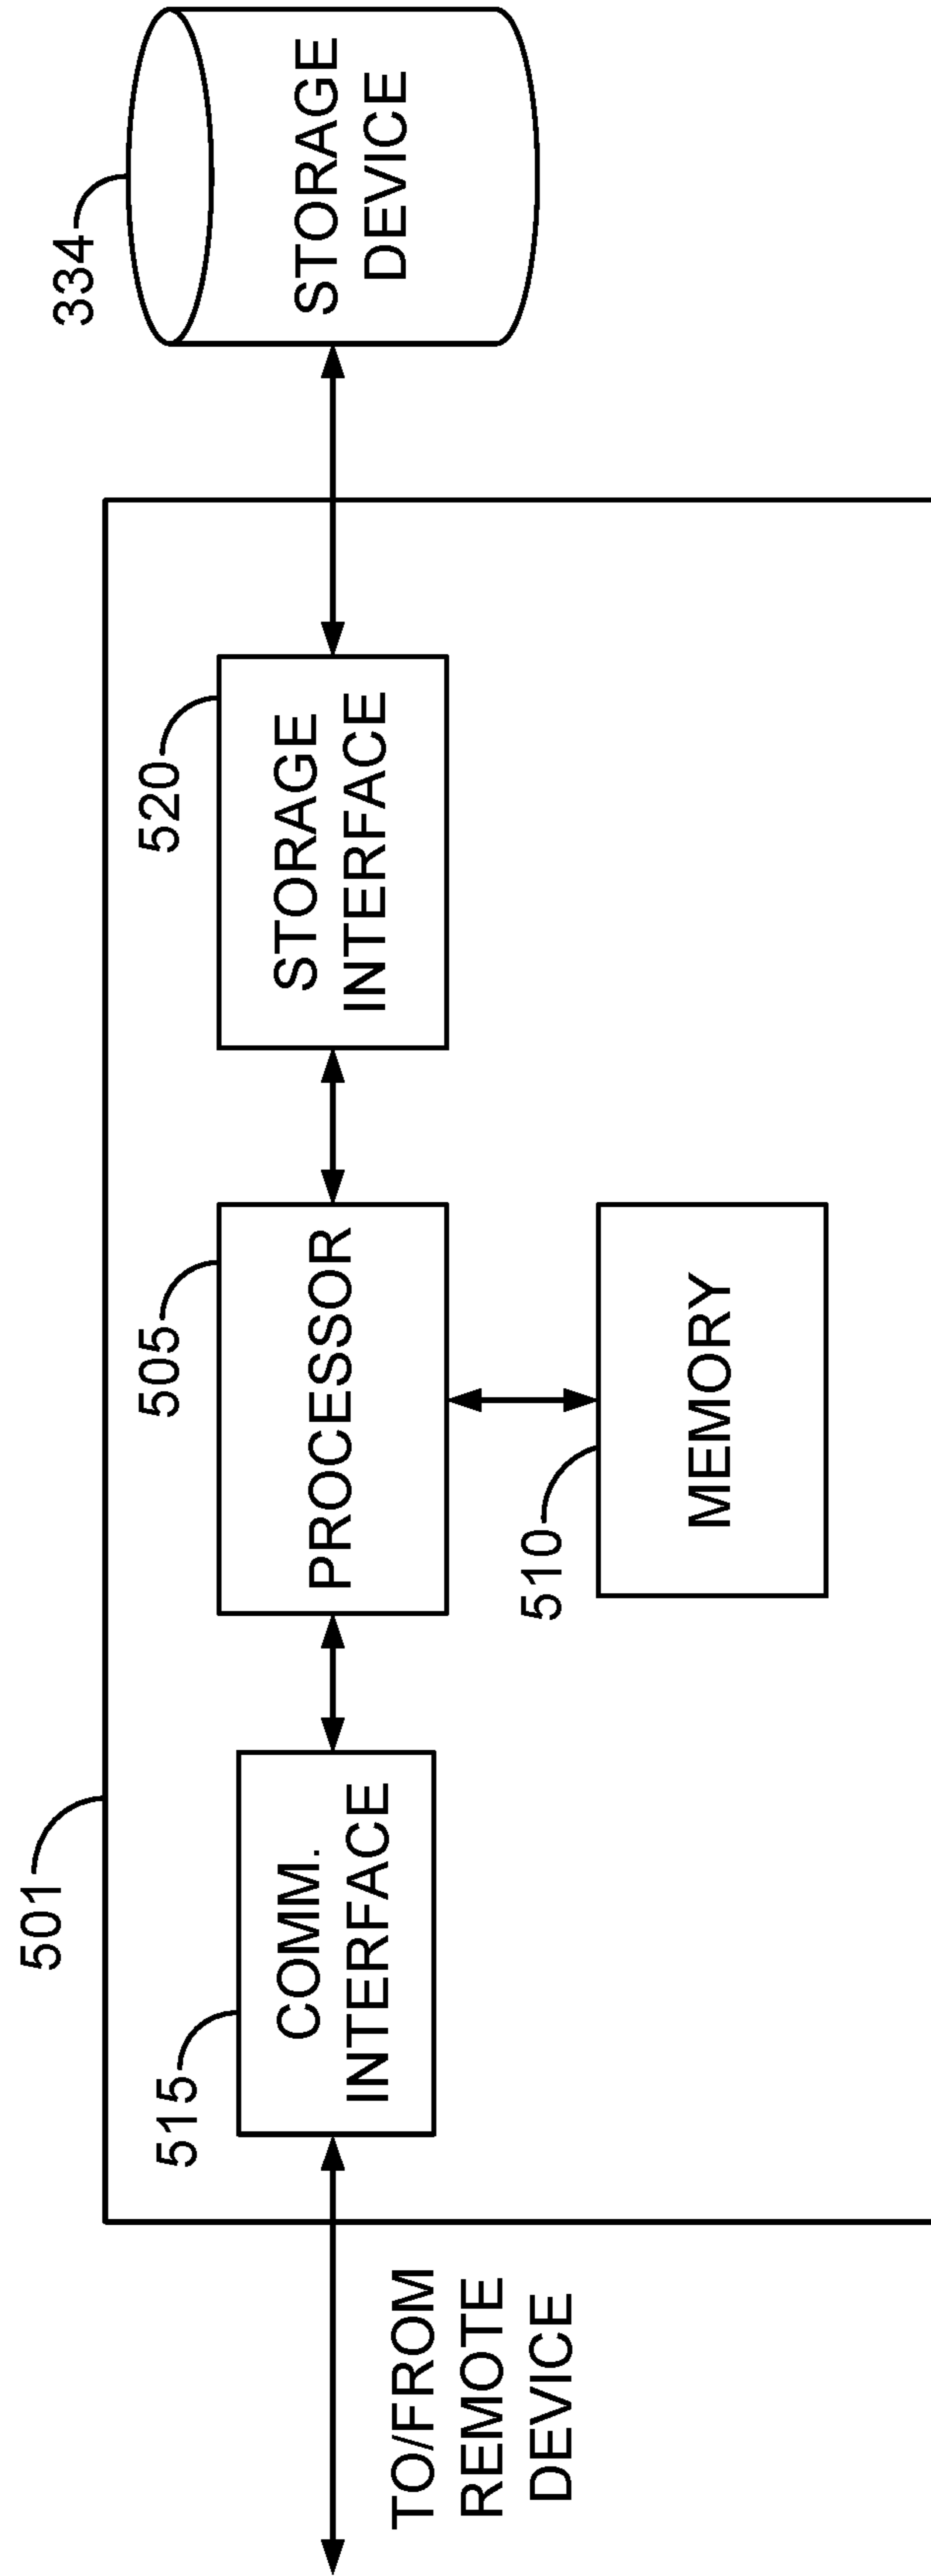 501
515
COMM.
INTERFACE
TO/FROM
REMOTE
DEVICE
505
PROCESSOR
510
MEMORY
520
STORAGE
INTERFACE
334
STORAGE
DEVICE